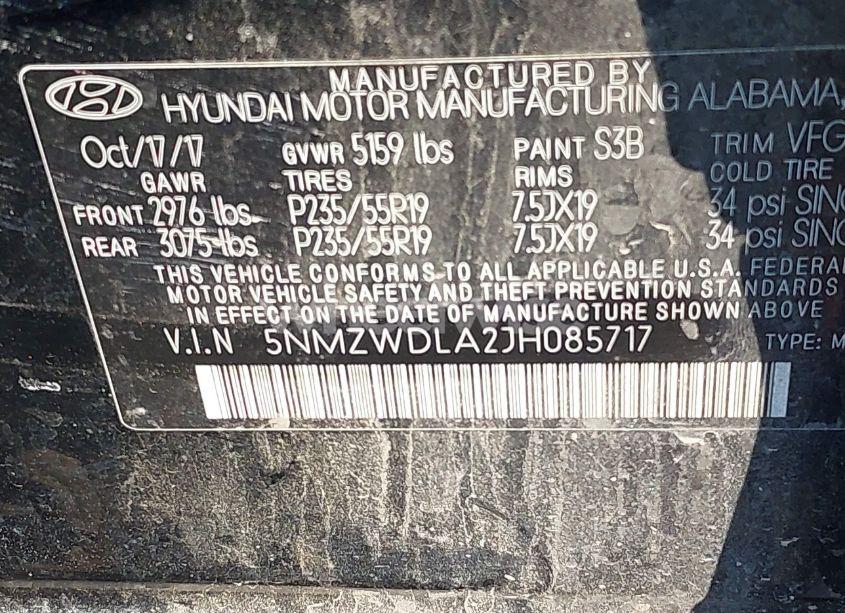 MANUFACTURED BY
HYUNDAI MOTOR MANUFACTURING ALABAMA,
Oct/17/17 GVWR 5159 lbs PAINT S3B TRIM VFG
GAWR TIRES RIMS COLD TIRE
FRONT 2976 lbs P235/55R19 7.5JX19 34 psi SING
REAR 3075 lbs P235/55R19 7.5JX19 34 psi SING
THIS VEHICLE CONFORMS TO ALL APPLICABLE U.S.A. FEDERAL
MOTOR VEHICLE SAFETY AND THEFT PREVENTION STANDARDS
IN EFFECT ON THE DATE OF MANUFACTURE SHOWN ABOVE
V.I.N 5NMZWDLA2JH085717 TYPE: M